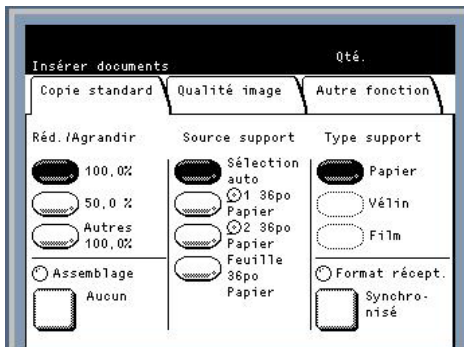 Insérer documents
Qté.
Copie standard
Qualité image
Autre fonction
Réd./Agrandir
100,0%
50,0 %
Autres
100,0%
Assemblage
Aucun
Source support
Sélection
auto
1 36po
Papier
2 36po
Papier
Feuille
36po
Papier
Type support
Papier
Vélin
Film
Format récept.
Synchro-
nisé